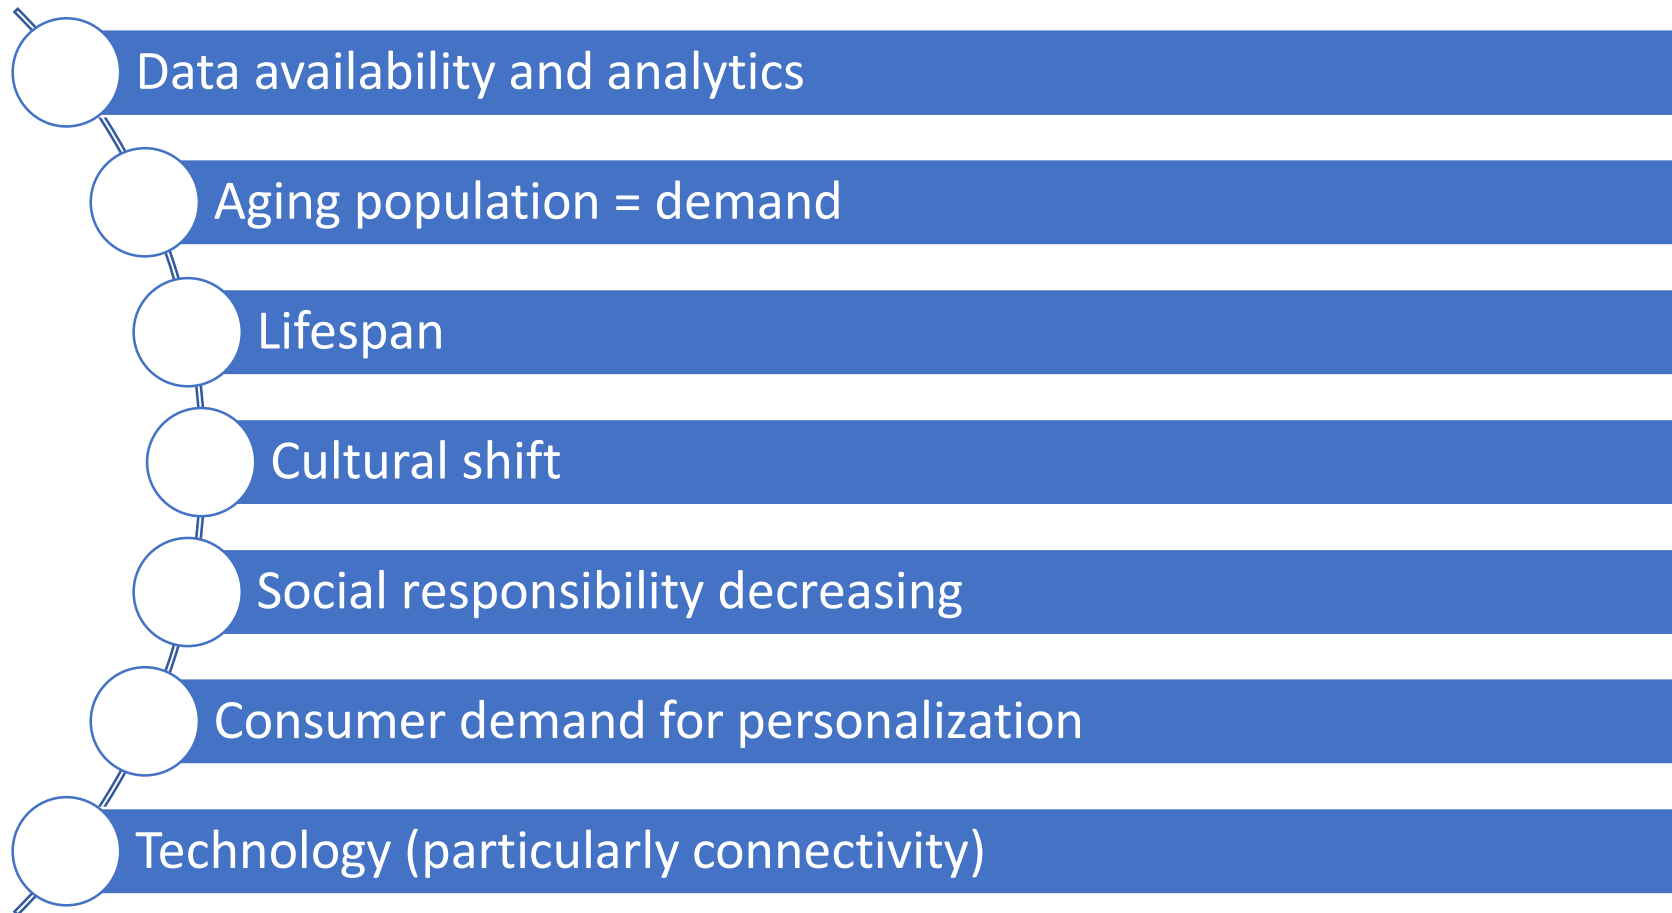 Data availability and analytics
Aging population = demand
Lifespan
Cultural shift
Social responsibility decreasing
Consumer demand for personalization
Technology (particularly connectivity)